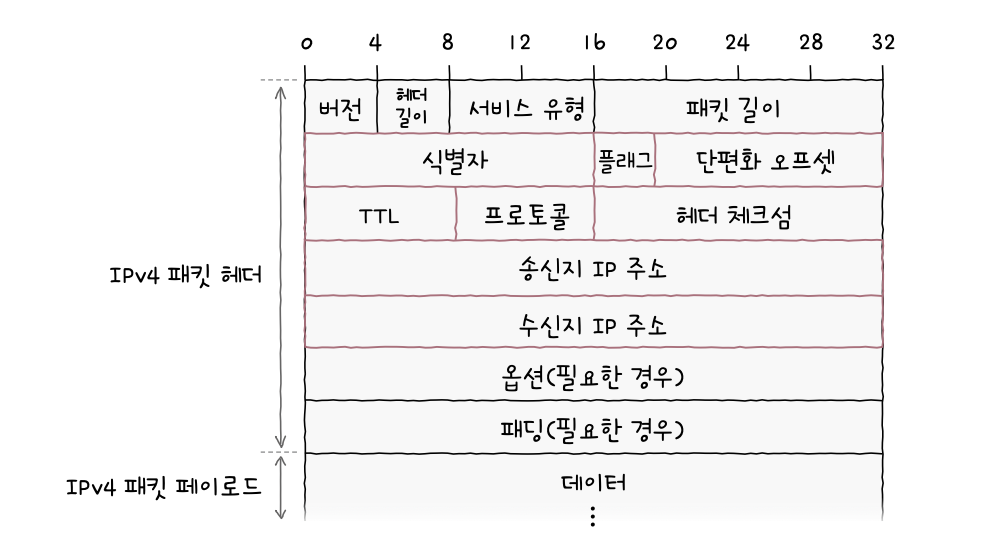 0 4 8 12 16 20 24 28 32
버전 헤더 길이 서비스 유형 패킷 길이
식별자 플래그 단편화 오프셋
TTL 프로토콜 헤더 체크섬
IPv4 패킷 헤더
송신지 IP 주소
수신지 IP 주소
옵션(필요한 경우)
패딩(필요한 경우)
IPv4 패킷 페이로드
데이터